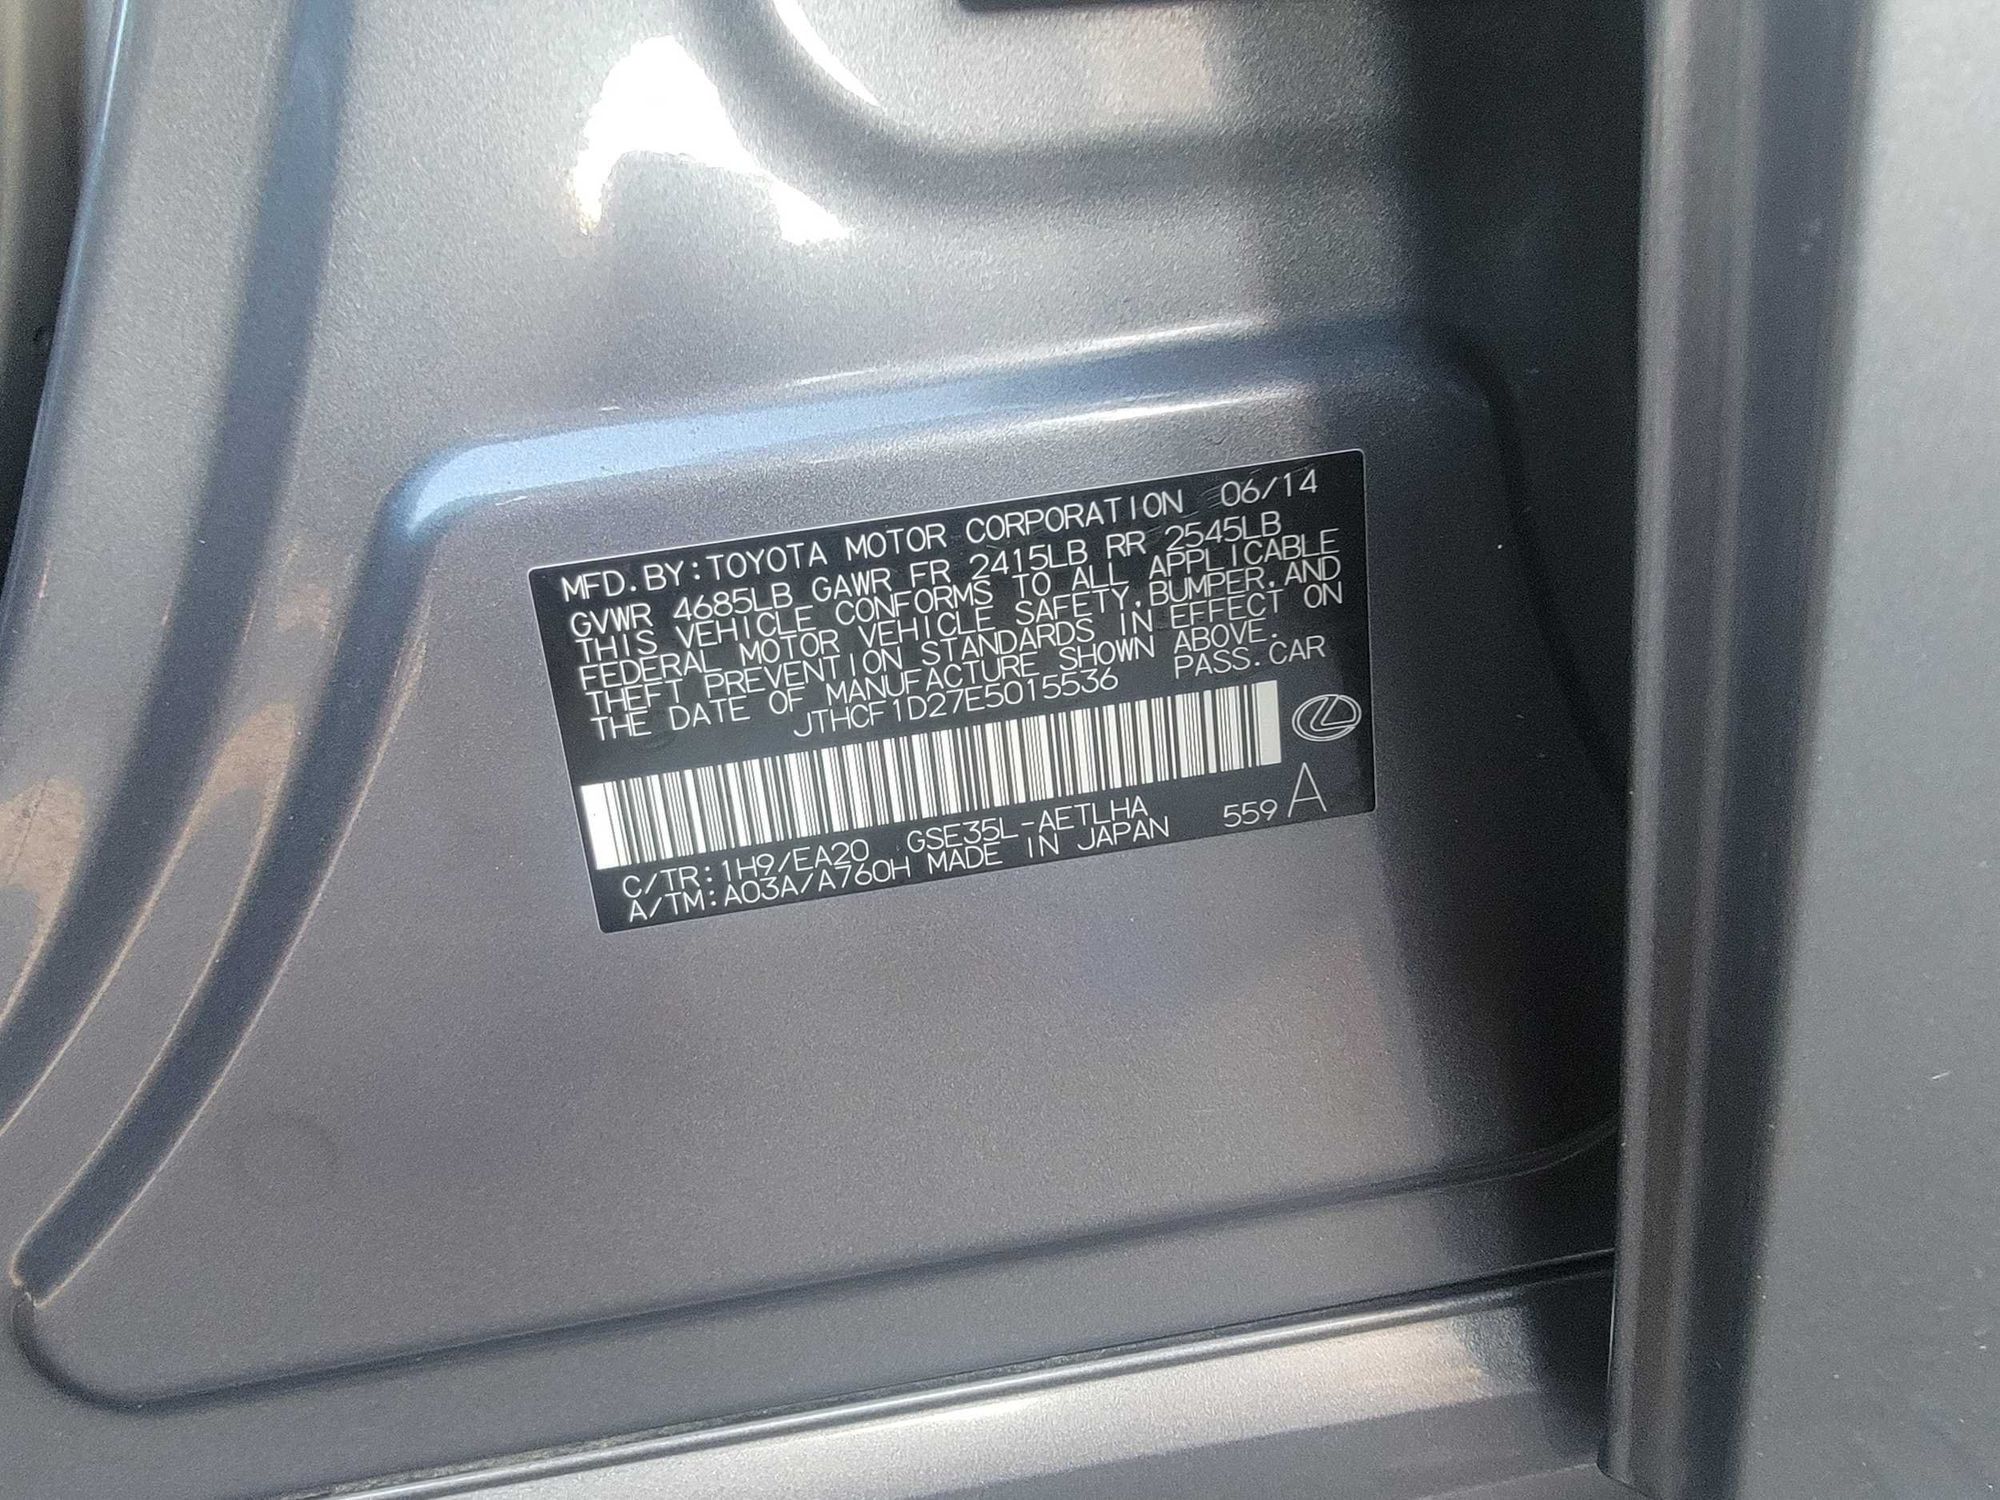 MFD.BY:TOYOTA MOTOR CORPORATION 06/14
GVWR 4685LB GAWR FR 2415LB RR 2545LB
THIS VEHICLE CONFORMS TO ALL APPLICABLE
FEDERAL MOTOR VEHICLE SAFETY,BUMPER,AND
THEFT PREVENTION STANDARDS IN EFFECT ON
THE DATE OF MANUFACTURE SHOWN ABOVE.
JTHCF1D27E5015536 PASS.CAR
C/TR:1H9/EA20 GSE35L-AETLHA 559 A
A/TM:A03A/A760H MADE IN JAPAN